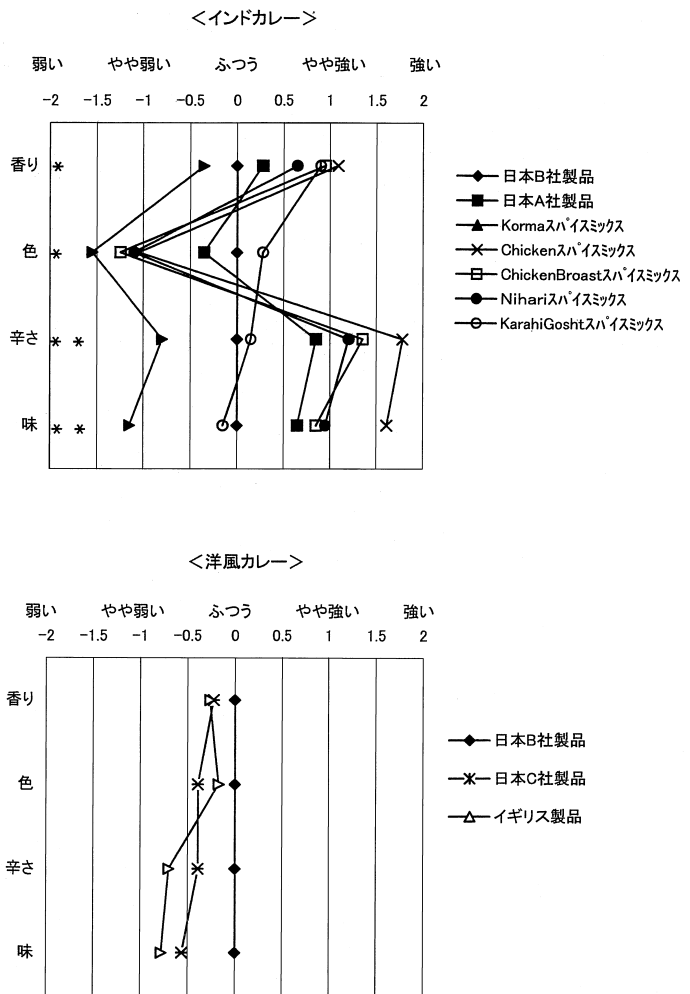 ＜インドカレー＞
弱い やや弱い ふつう やや強い 強い
-2 -1.5 -1 -0.5 0 0.5 1 1.5 2
香り *
色 *
辛さ * *
味 * *
日本B社製品
日本A社製品
Kormaスパイスミックス
Chickenスパイスミックス
ChickenBroastスパイスミックス
Nihariスパイスミックス
KarahiGoshtスパイスミックス
＜洋風カレー＞
弱い やや弱い ふつう やや強い 強い
-2 -1.5 -1 -0.5 0 0.5 1 1.5 2
香り
色
辛さ
味
日本B社製品
日本C社製品
イギリス製品